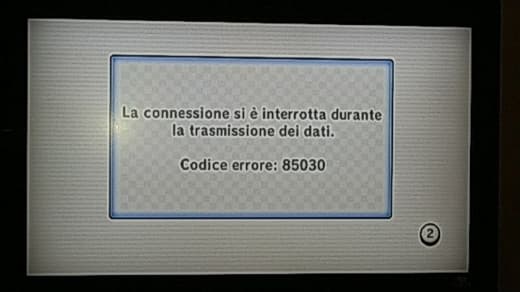 La connessione si è interrotta durante
la trasmissione dei dati.
Codice errore: 85030
2